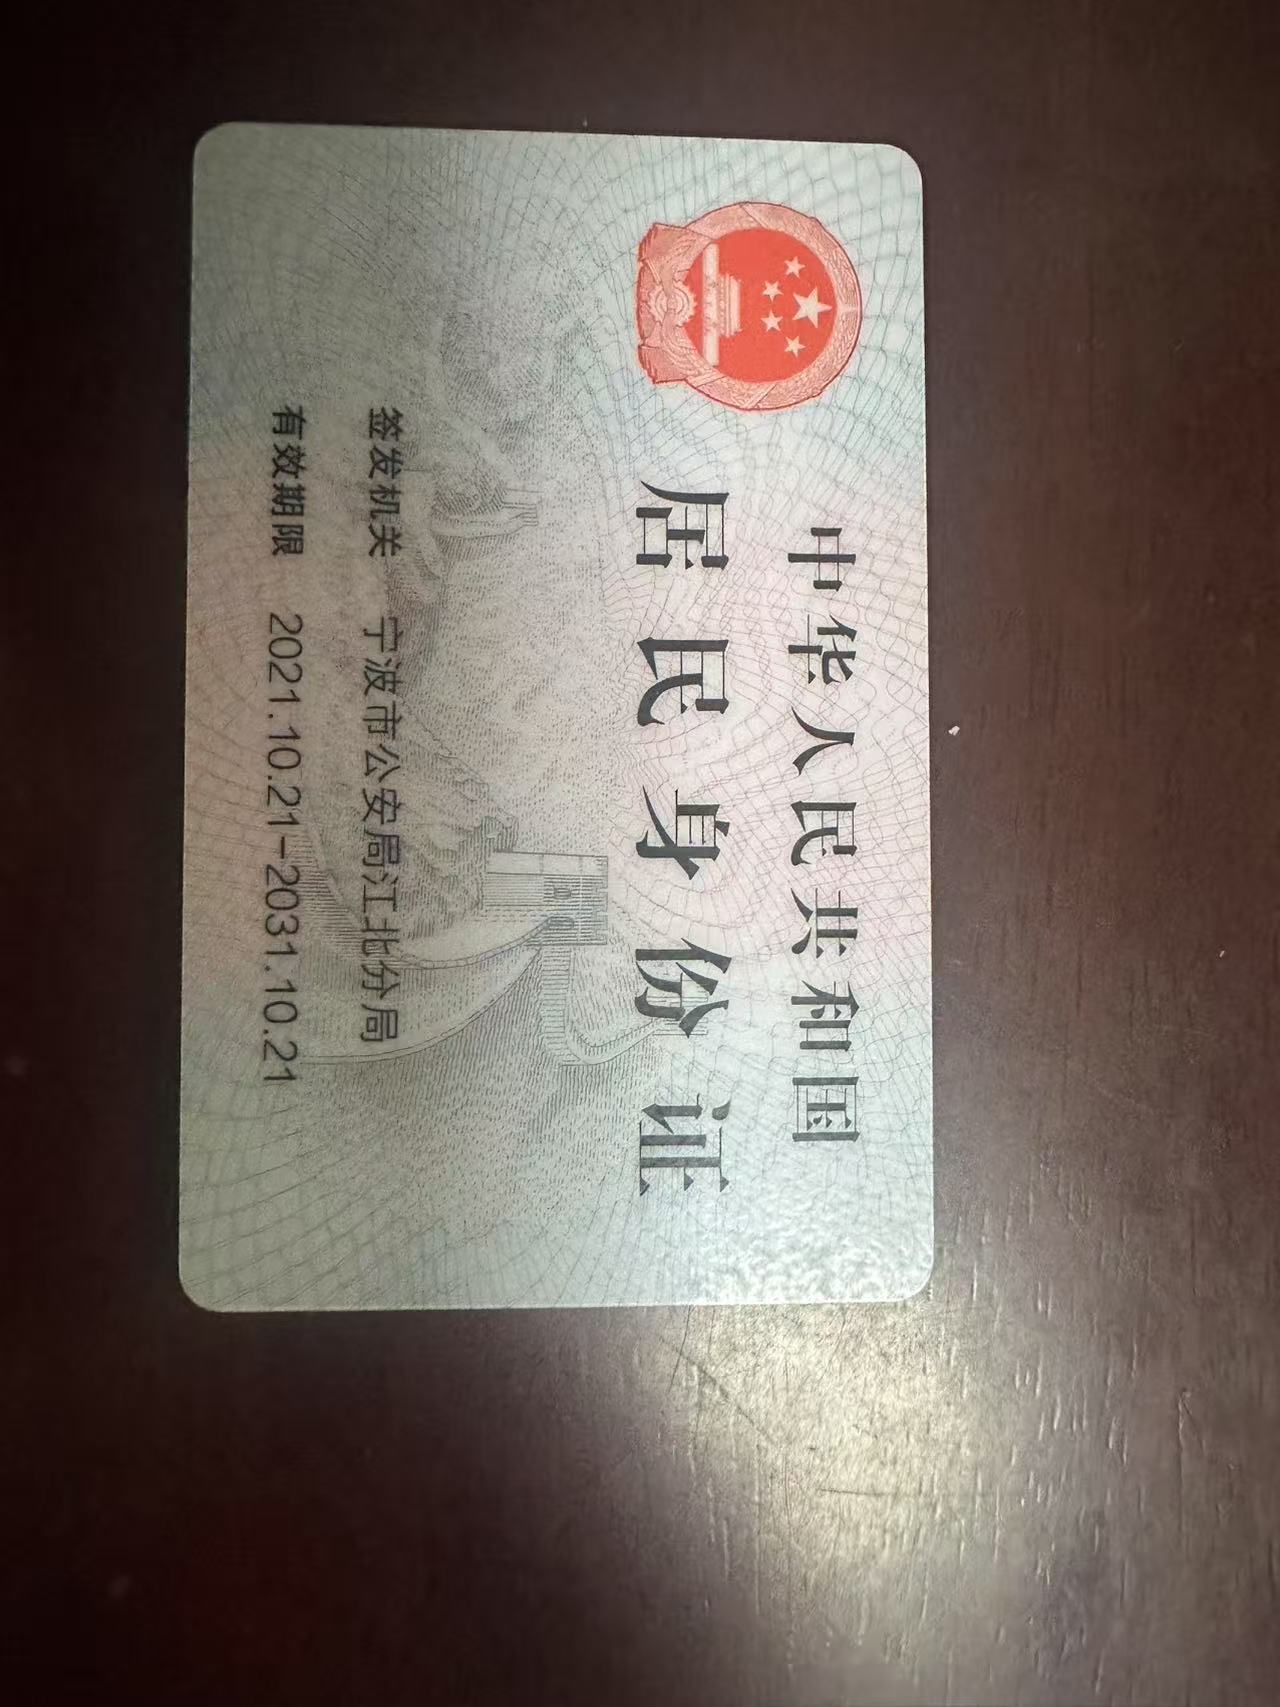 中华人民共和国
居民身份证
签发机关 宁波市公安局江北分局
有效期限 2021.10.21-2031.10.21